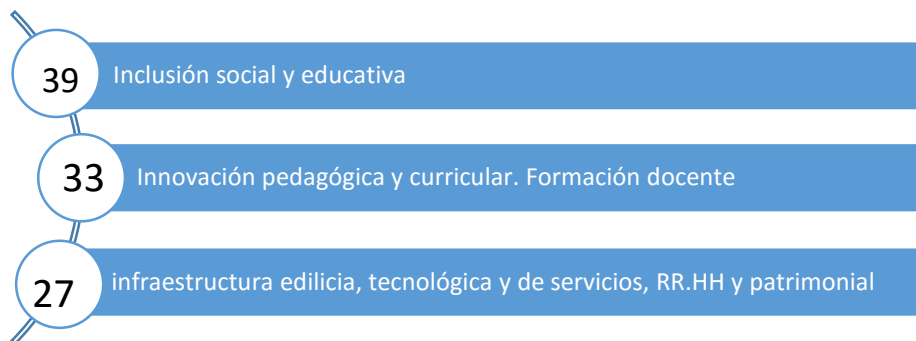 39 Inclusión social y educativa
33 Innovación pedagógica y curricular. Formación docente
27 infraestructura edilicia, tecnológica y de servicios, RR.HH y patrimonial